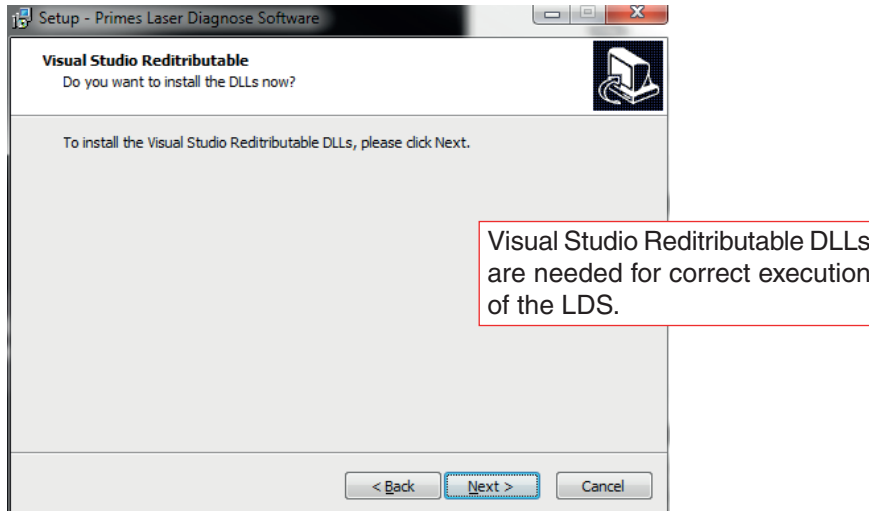 Setup - Primes Laser Diagnose Software
Visual Studio Reditributable
Do you want to install the DLLs now?
To install the Visual Studio Reditributable DLLs, please click Next.
Visual Studio Reditributable DLLs
are needed for correct execution
of the LDS.
< Back
Next >
Cancel